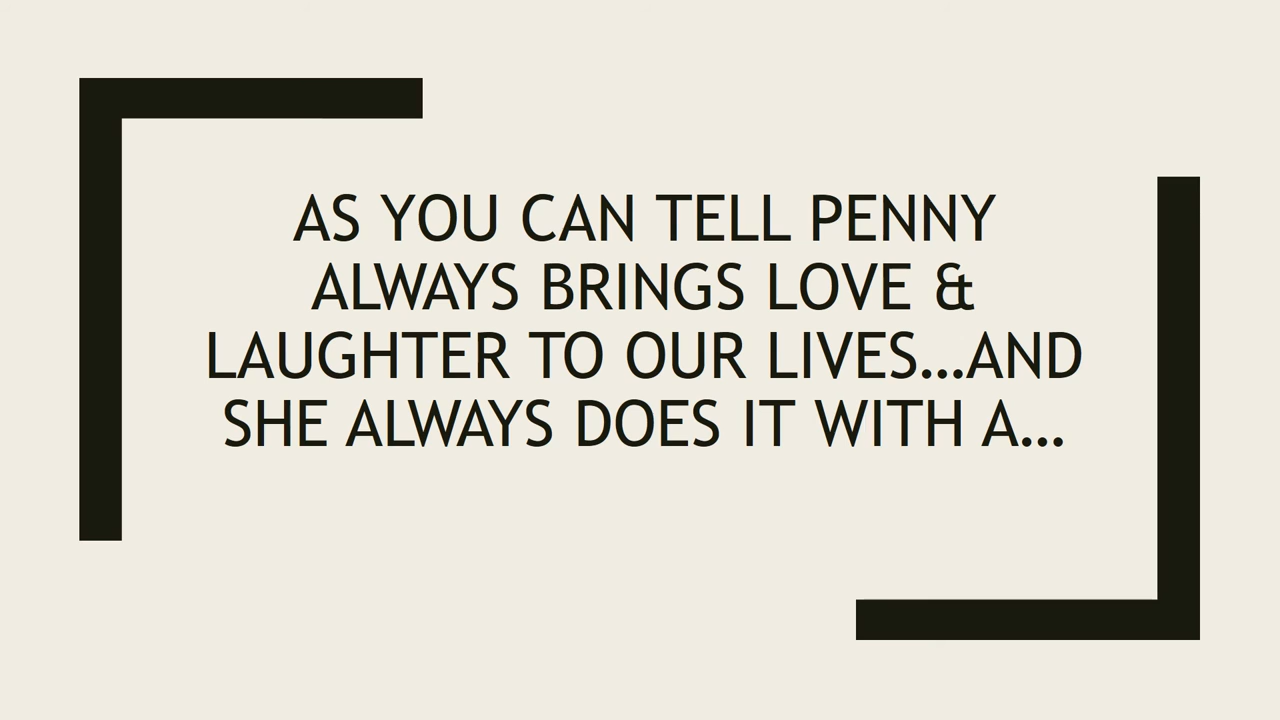 AS YOU CAN TELL PENNY
ALWAYS BRINGS LOVE &
LAUGHTER TO OUR LIVES...AND
SHE ALWAYS DOES IT WITH A...